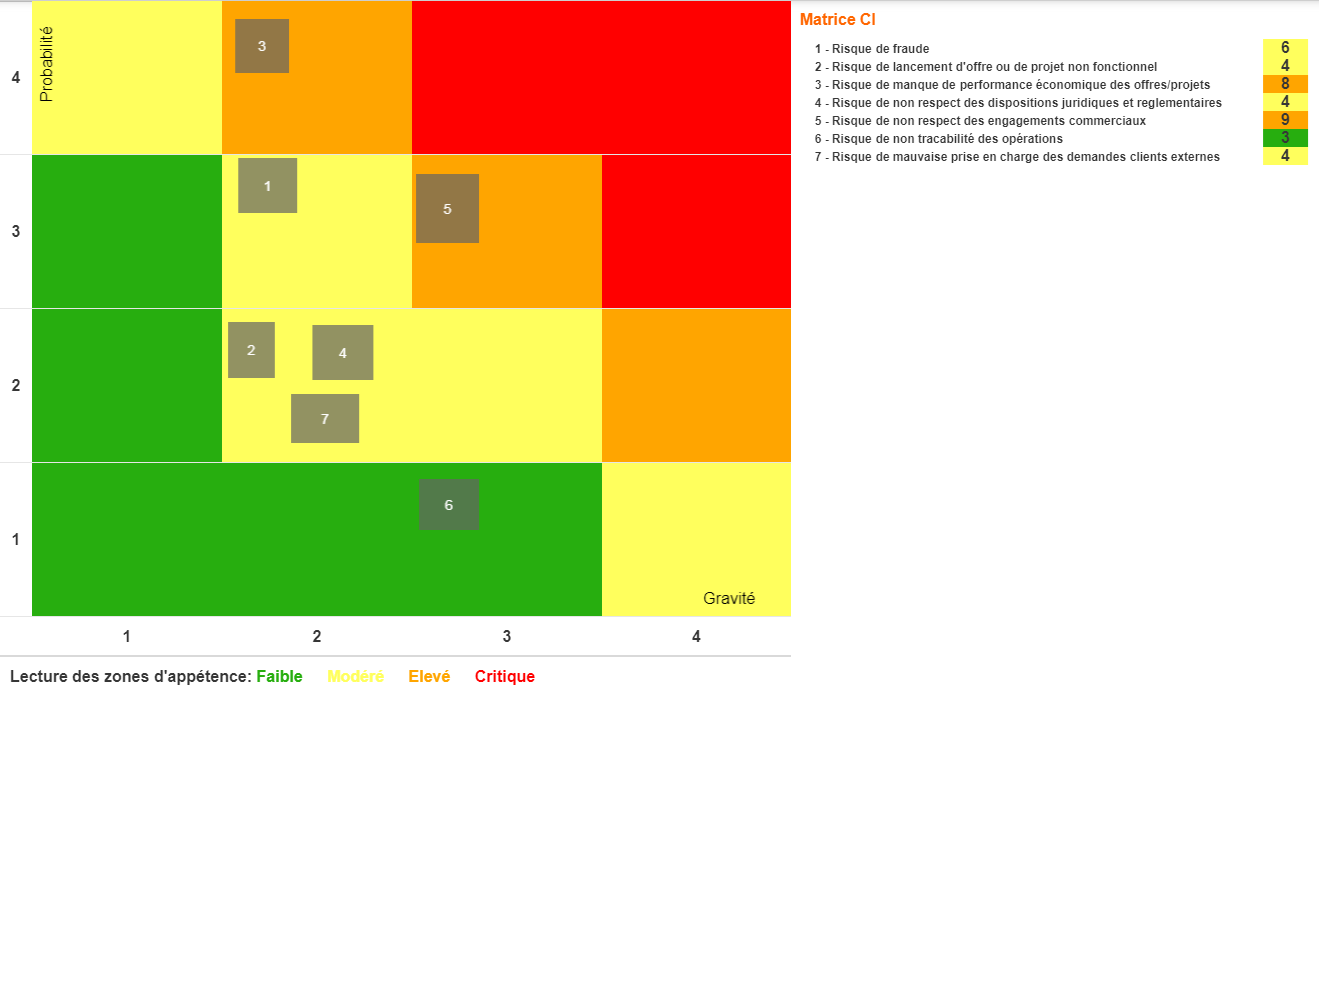 Probabilité
4
3
3
1
5
2
2
4
7
1
6
Gravité
1 2 3 4
Lecture des zones d'appétence: Faible Modéré Elevé Critique
Matrice CI
1 - Risque de fraude 6
2 - Risque de lancement d'offre ou de projet non fonctionnel 4
3 - Risque de manque de performance économique des offres/projets 8
4 - Risque de non respect des dispositions juridiques et reglementaires 4
5 - Risque de non respect des engagements commerciaux 9
6 - Risque de non tracabilité des opérations 3
7 - Risque de mauvaise prise en charge des demandes clients externes 4